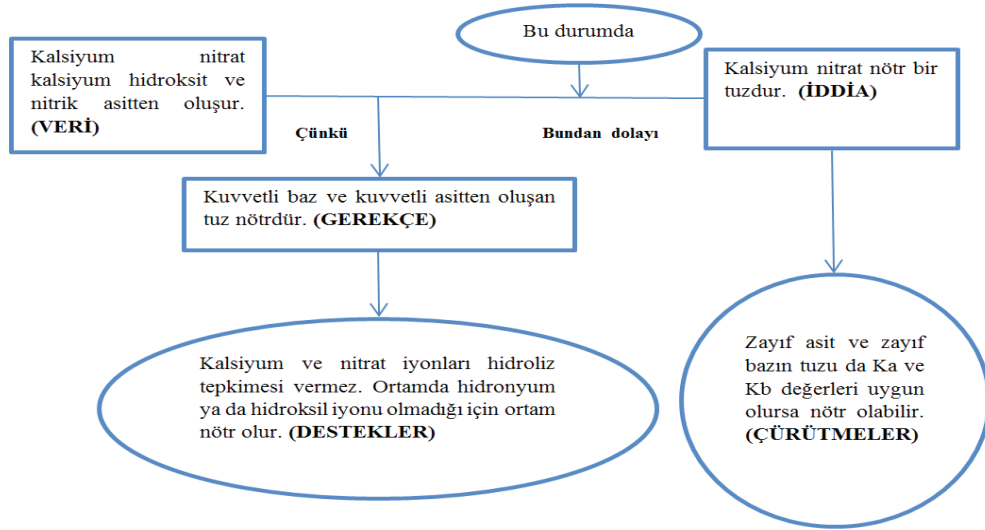 Bu durumda
Kalsiyum nitrat
kalsiyum hidroksit ve
nitrik asitten oluşur.
(VERİ)
Kalsiyum nitrat nötr bir
tuzdur. (İDDİA)
Çünkü
Bundan dolayı
Kuvvetli baz ve kuvvetli asitten oluşan
tuz nötrdür. (GEREKÇE)
Kalsiyum ve nitrat iyonları hidroliz
tepkimesi vermez. Ortamda hidronyum
ya da hidroksil iyonu olmadığı için ortam
nötr olur. (DESTEKLER)
Zayıf asit ve zayıf
bazın tuzu da Ka ve
Kb değerleri uygun
olursa nötr olabilir.
(ÇÜRÜTMELER)